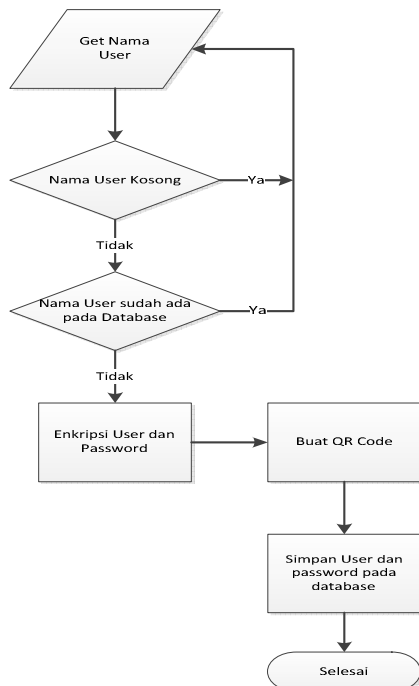 Get Nama
User
Nama User Kosong
Ya
Tidak
Nama User sudah ada
pada Database
Ya
Tidak
Enkripsi User dan
Password
Buat QR Code
Simpan User dan
password pada
database
Selesai